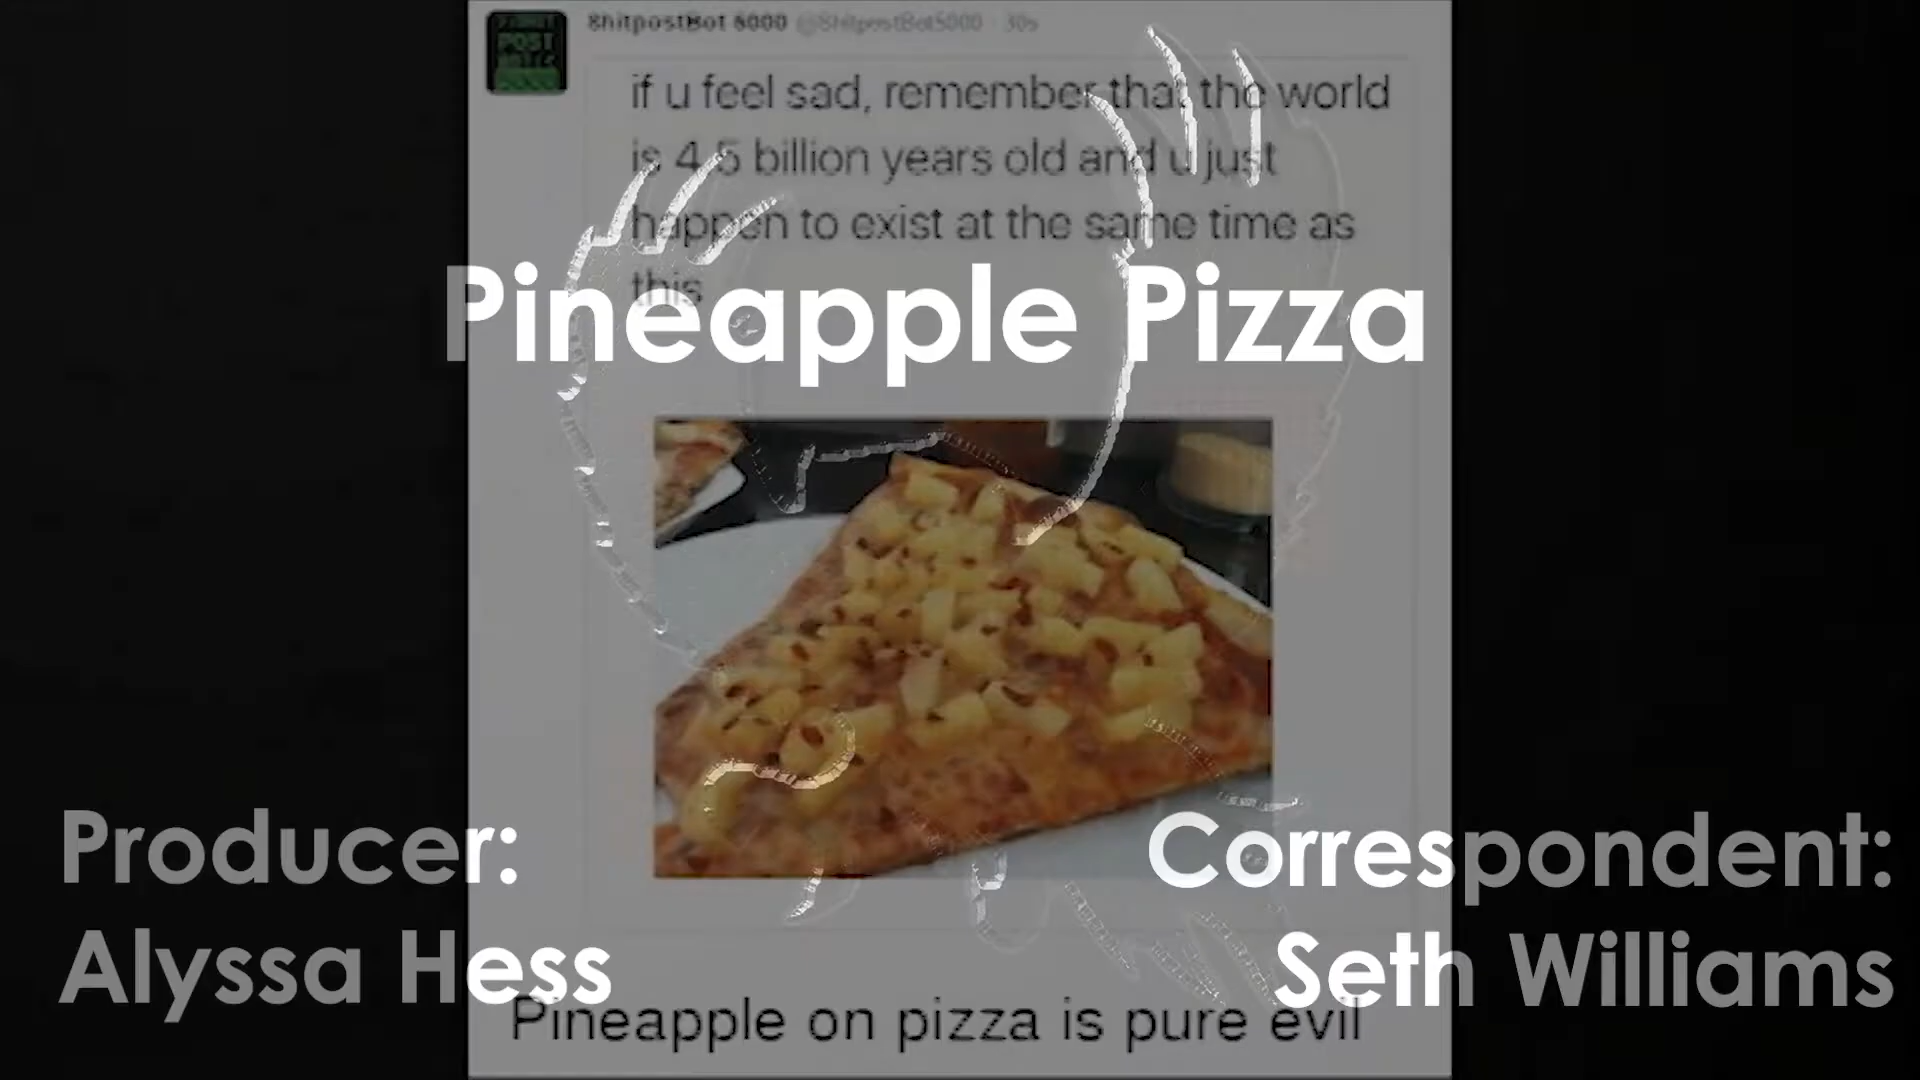 ShitpostBot 5000 @ShitpostBot5000 · 30s
if u feel sad, remember that the world
is 4.5 billion years old and u just
happen to exist at the same time as
this
Pineapple Pizza
Producer:
Alyssa Hess
Correspondent:
Seth Williams
Pineapple on pizza is pure evil